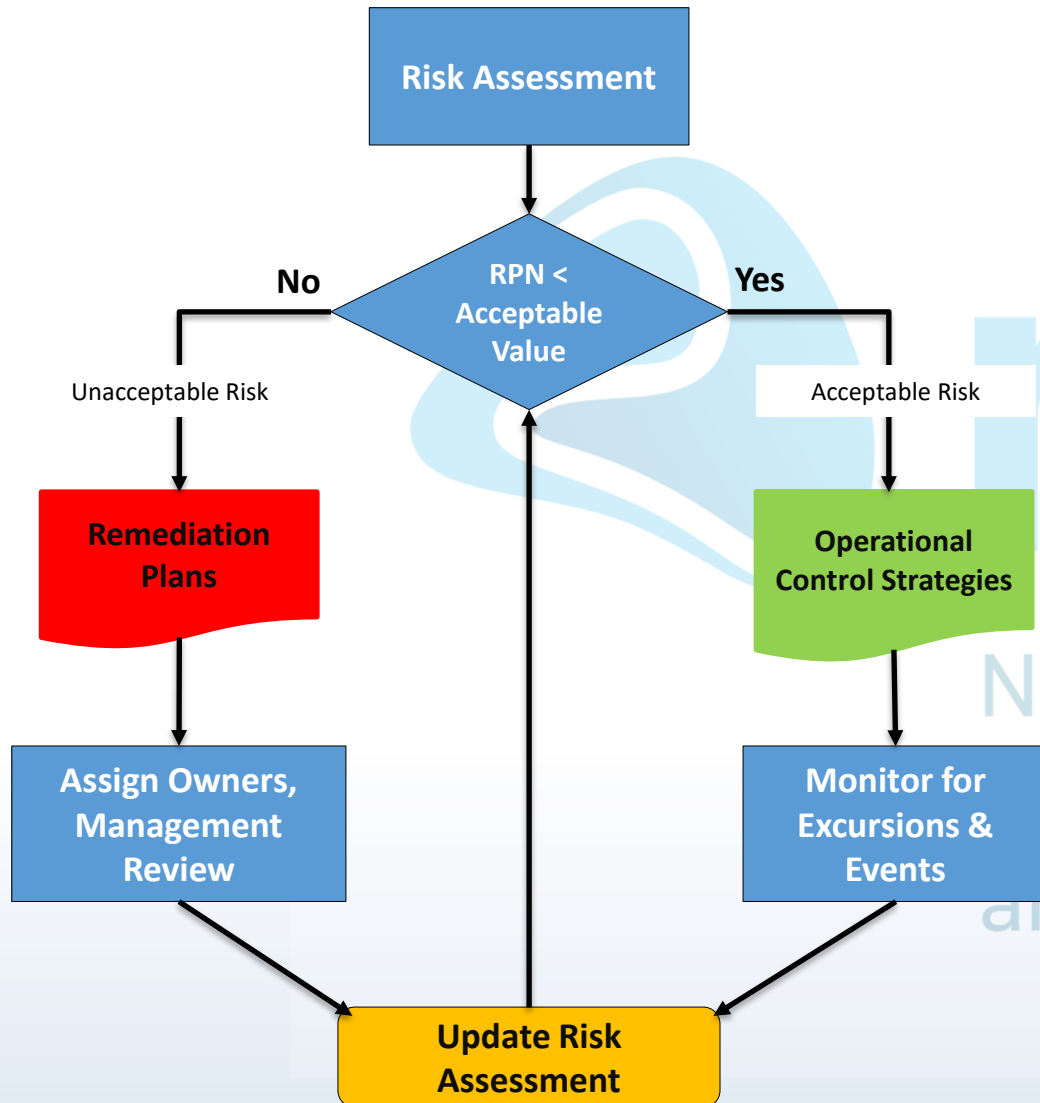 Risk Assessment
RPN <
Acceptable
Value
No
Yes
Unacceptable Risk
Acceptable Risk
Remediation
Plans
Operational
Control Strategies
Assign Owners,
Management
Review
Monitor for
Excursions &
Events
Update Risk
Assessment